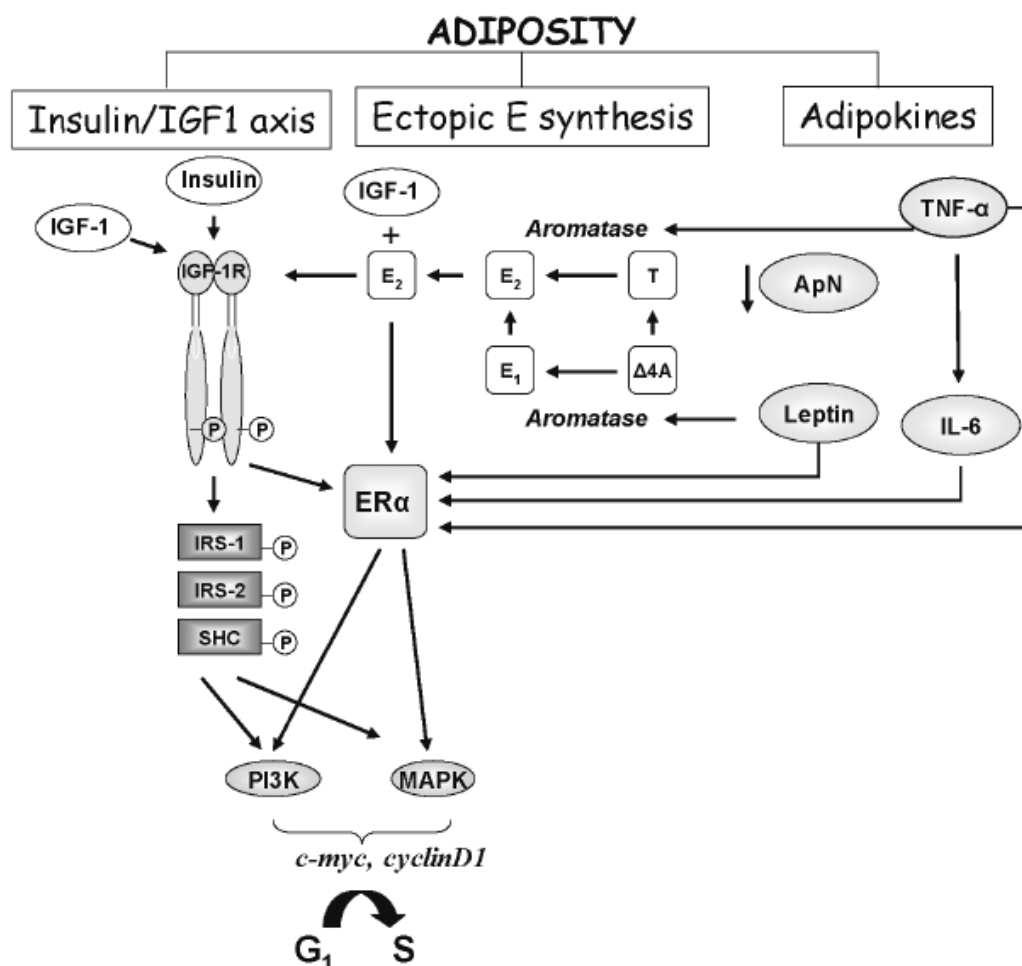 ADIPOSITY
Insulin/IGF1 axis
Ectopic E synthesis
Adipokines
Insulin
IGF-1
TNF-α
IGF-1
Aromatase
+
IGF-1R
E2
E2
T
ApN
E1
Δ4A
Aromatase
Leptin
IL-6
P
P
ERα
IRS-1
P
IRS-2
P
SHC
P
PI3K
MAPK
c-myc, cyclinD1
G1
S